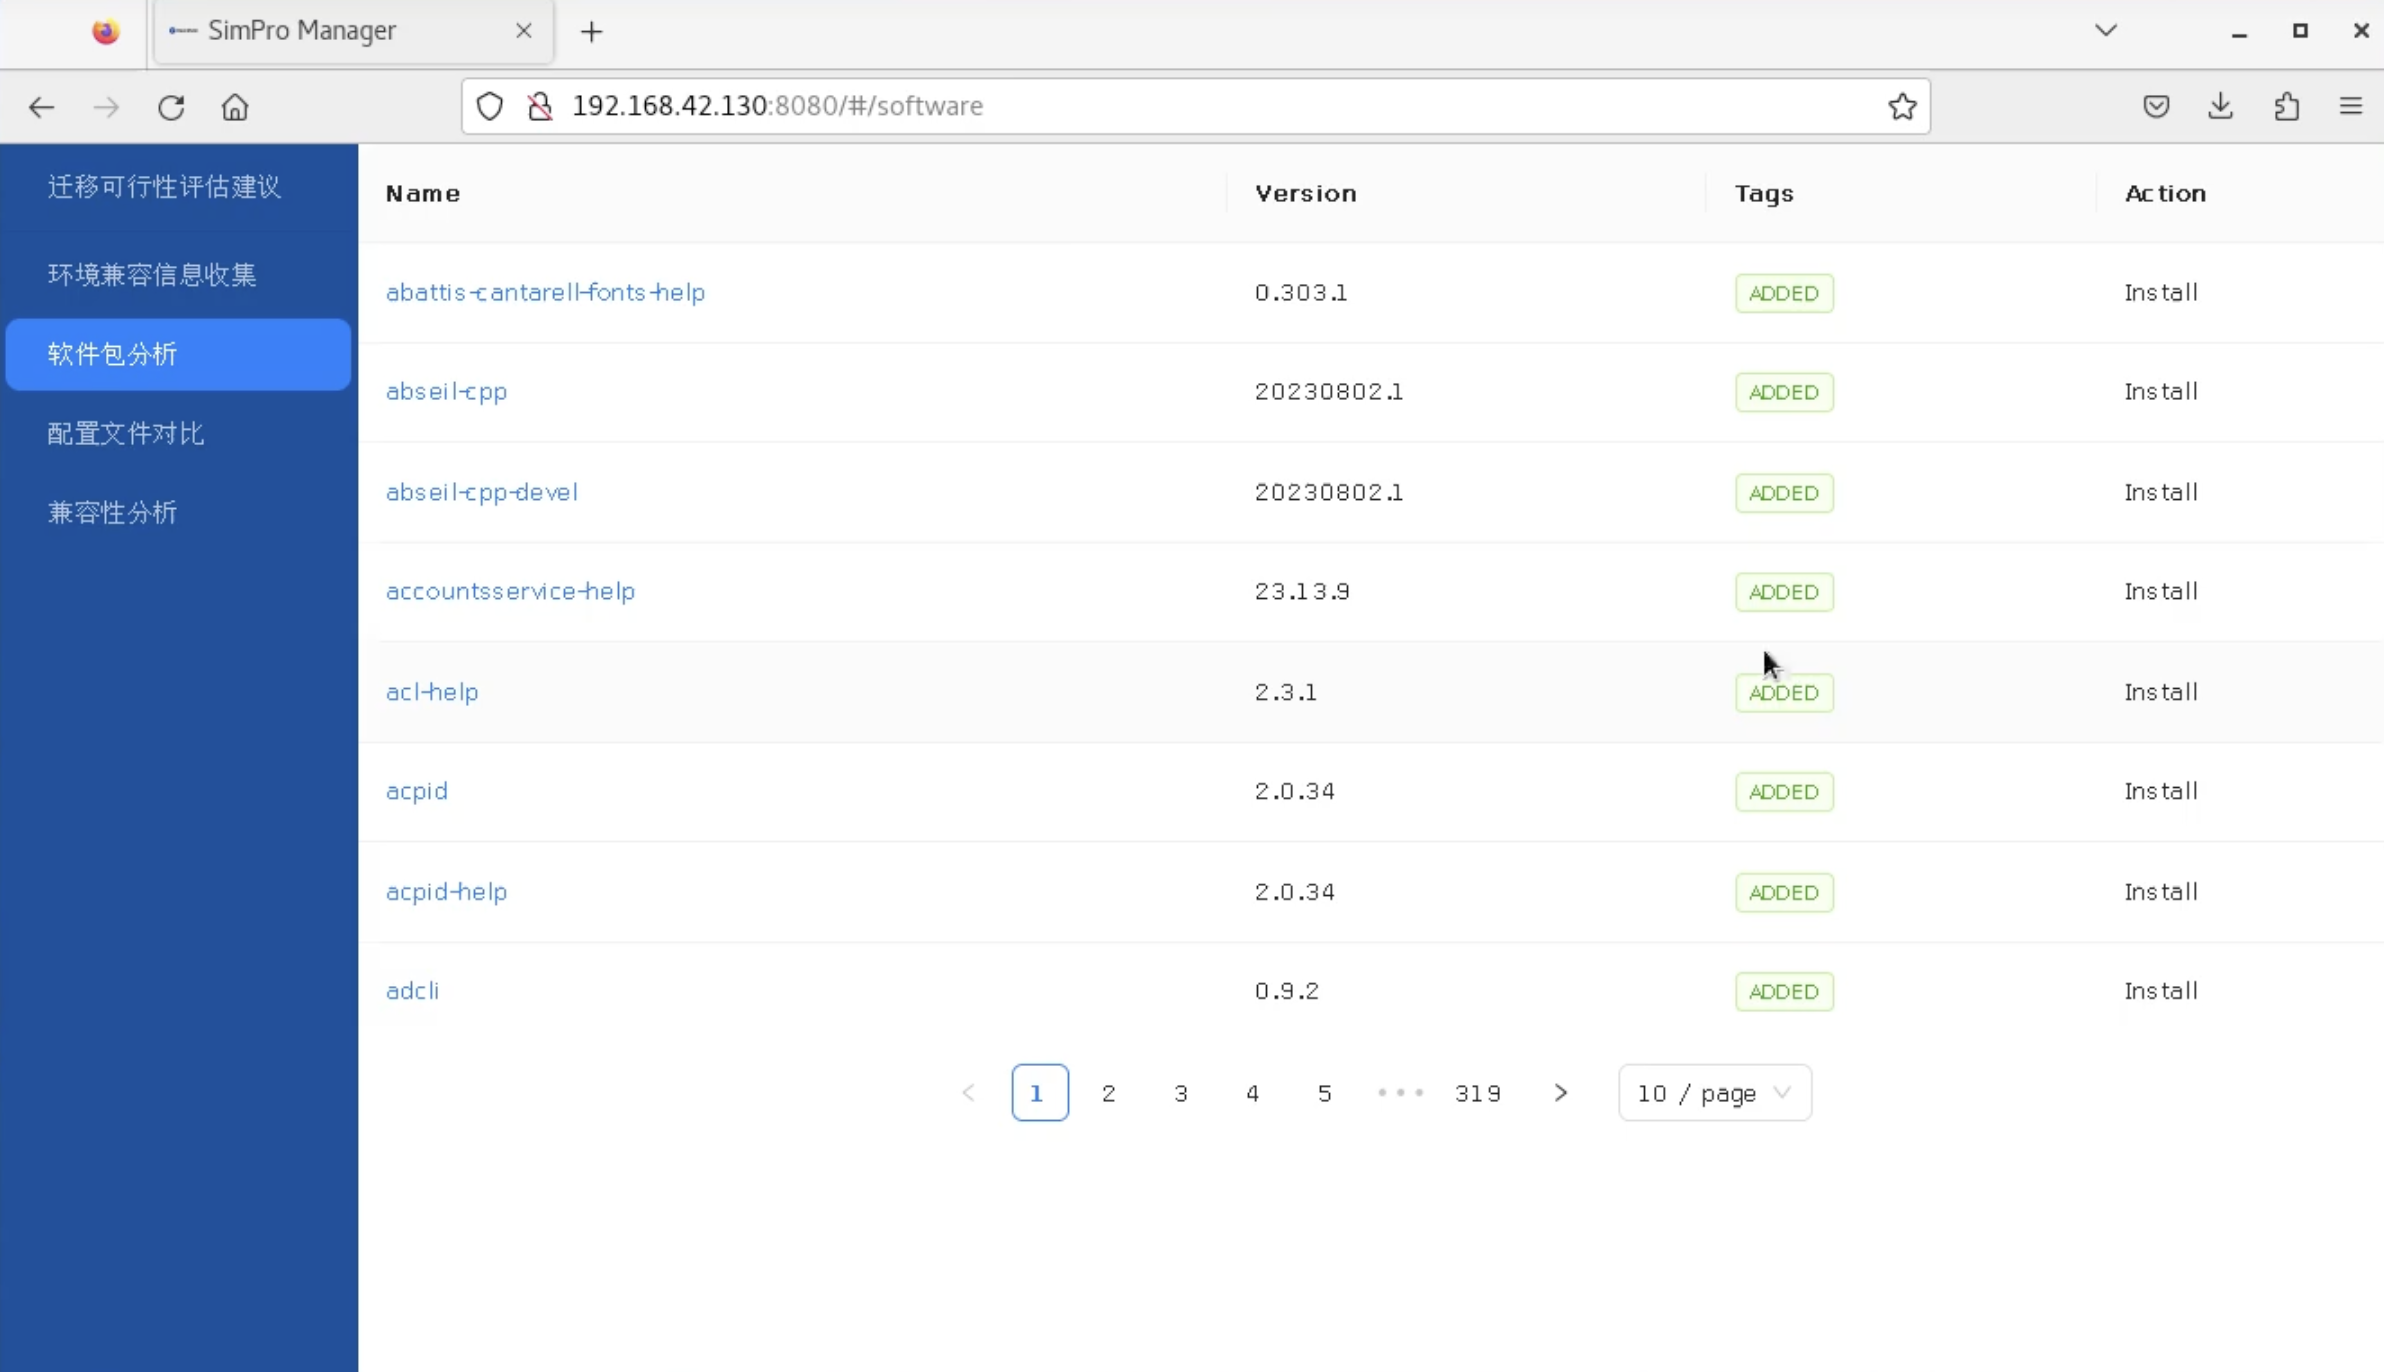 SimPro Manager
192.168.42.130:8080/#/software
迁移可行性评估建议
环境兼容信息收集
软件包分析
配置文件对比
兼容性分析
Name Version Tags Action
abattis-cantarell-fonts-help 0.303.1 ADDED Install
abseil-cpp 20230802.1 ADDED Install
abseil-cpp-devel 20230802.1 ADDED Install
accountsservice-help 23.13.9 ADDED Install
acl-help 2.3.1 ADDED Install
acpid 2.0.34 ADDED Install
acpid-help 2.0.34 ADDED Install
adcli 0.9.2 ADDED Install
< 1 2 3 4 5 ••• 319 > 10 / page